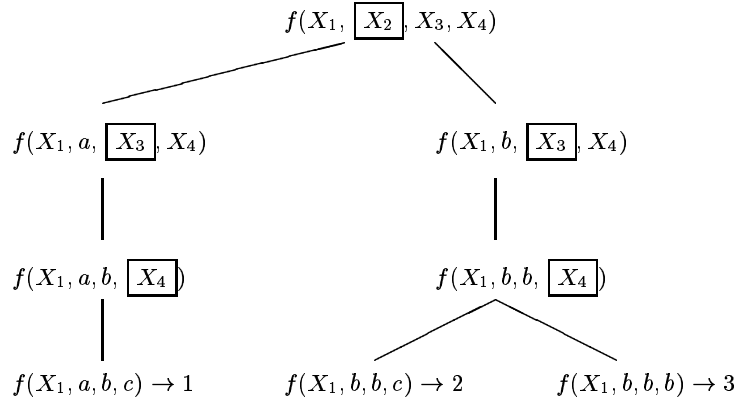 f(X₁, X₂, X₃, X₄)
f(X₁, a, X₃, X₄) f(X₁, b, X₃, X₄)
f(X₁, a, b, X₄) f(X₁, b, b, X₄)
f(X₁, a, b, c) → 1 f(X₁, b, b, c) → 2 f(X₁, b, b, b) → 3